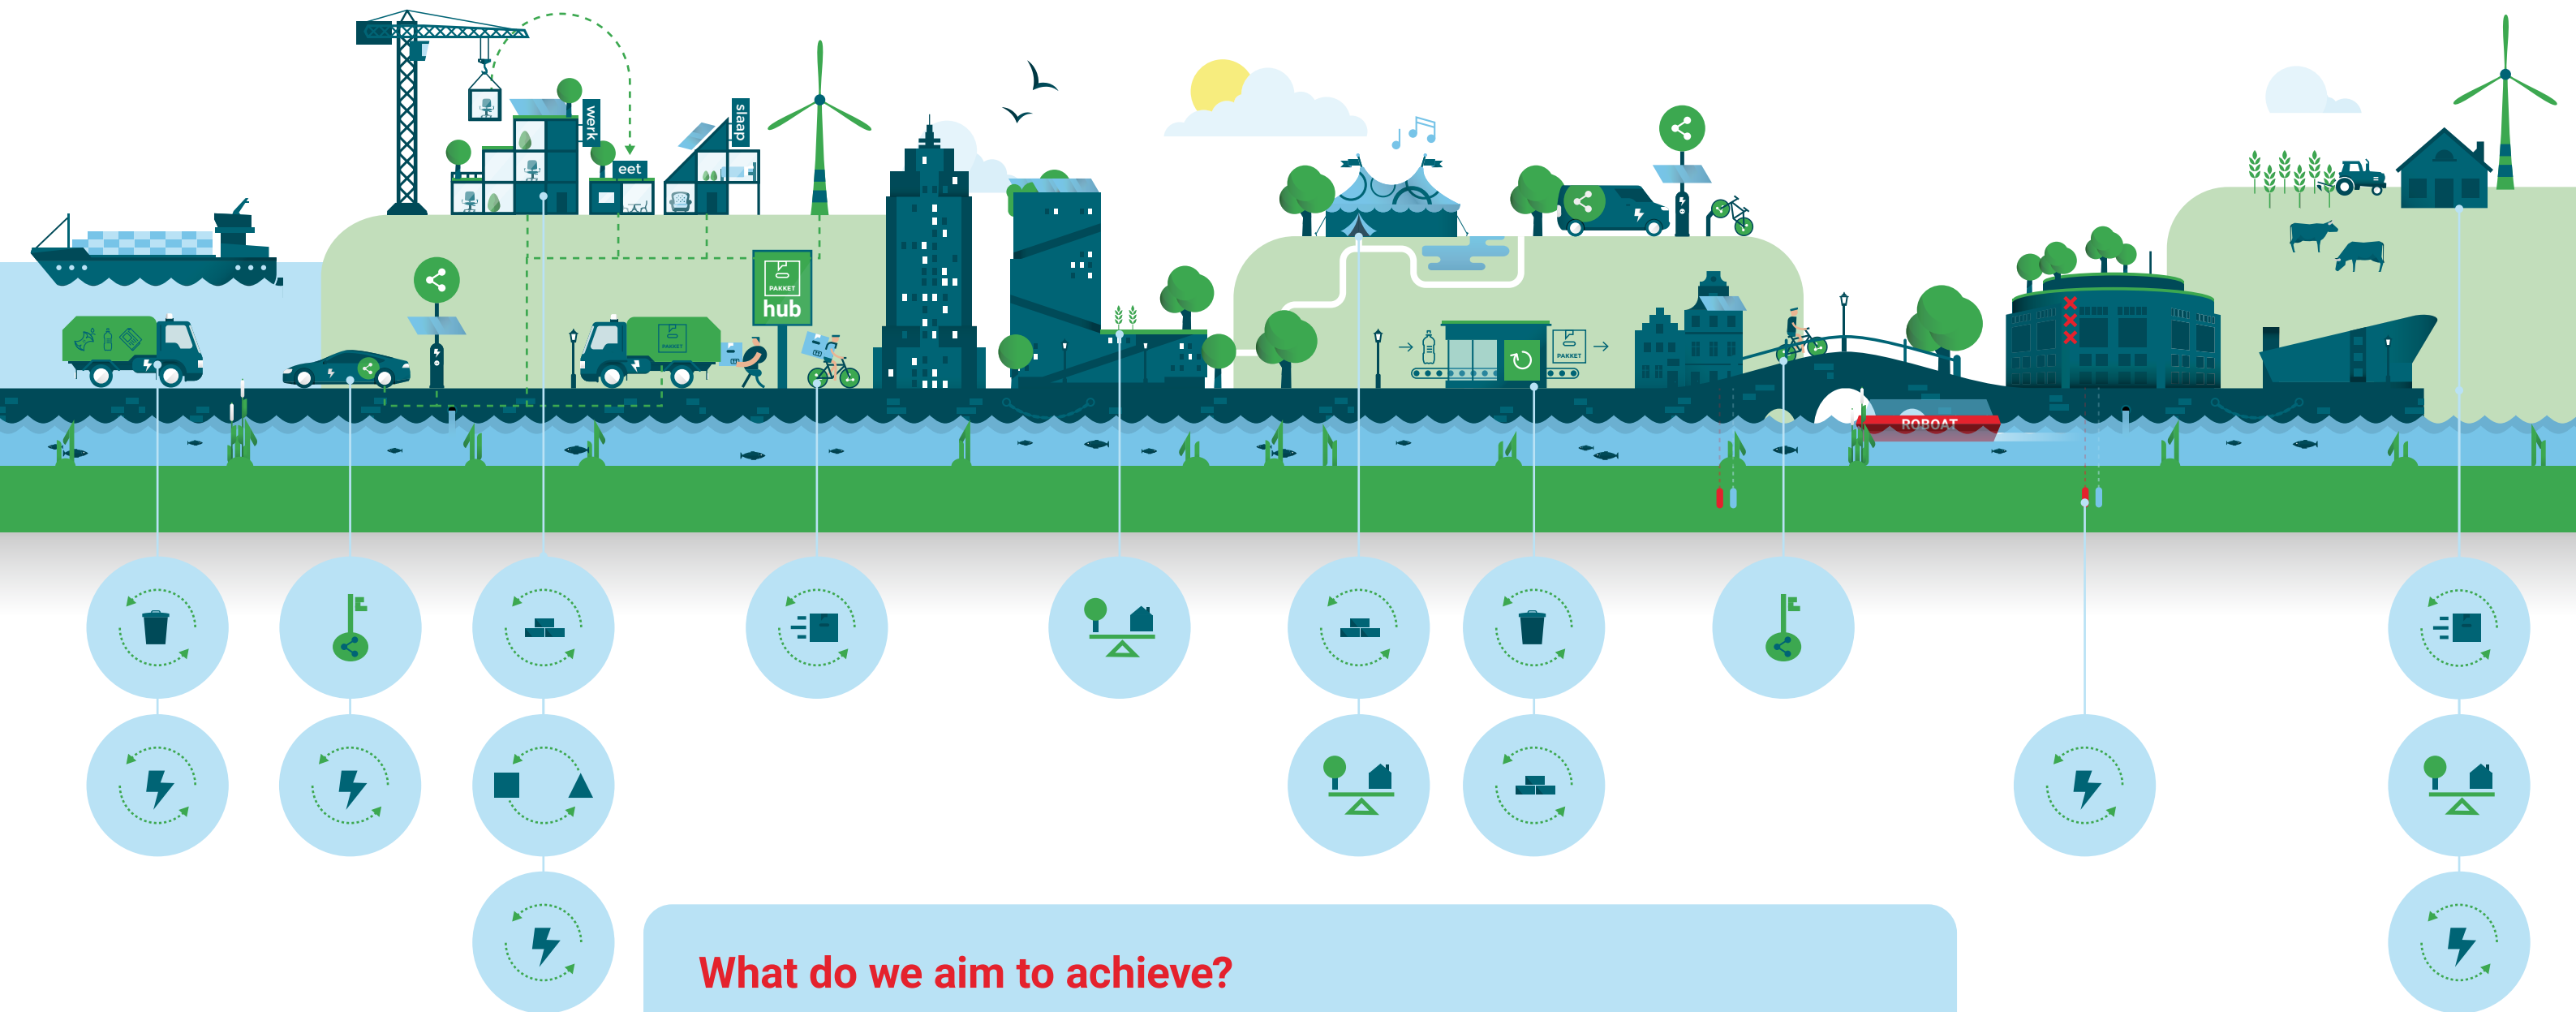 werk
slaap
eet
PAKKET
hub
PAKKET
PAKKET
ROBOAT
What do we aim to achieve?